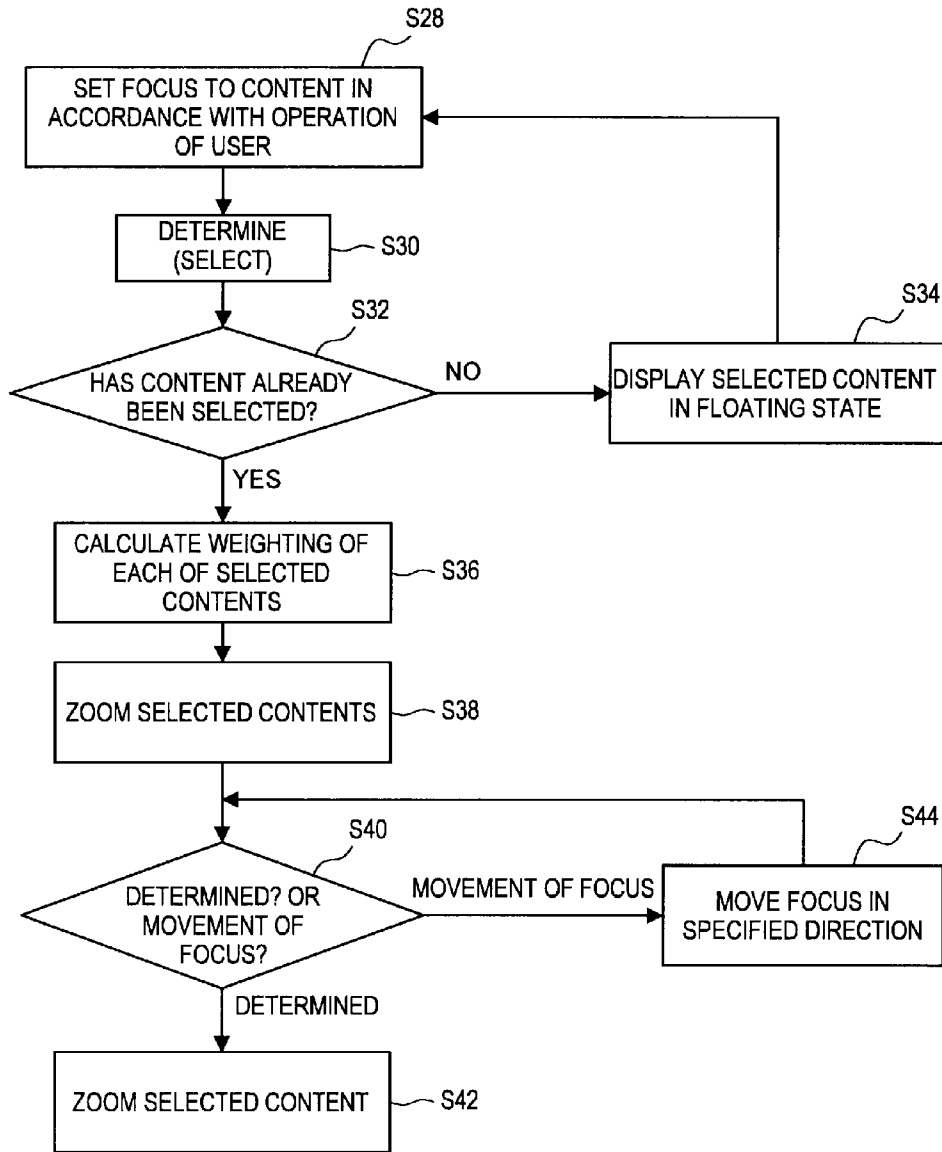 S28
SET FOCUS TO CONTENT IN
ACCORDANCE WITH OPERATION
OF USER
DETERMINE
(SELECT)
S30
S32
HAS CONTENT ALREADY
BEEN SELECTED?
NO
S34
DISPLAY SELECTED CONTENT
IN FLOATING STATE
YES
CALCULATE WEIGHTING OF
EACH OF SELECTED
CONTENTS
S36
ZOOM SELECTED CONTENTS
S38
S40
DETERMINED? OR
MOVEMENT OF
FOCUS?
MOVEMENT OF FOCUS
S44
MOVE FOCUS IN
SPECIFIED DIRECTION
DETERMINED
ZOOM SELECTED CONTENT
S42